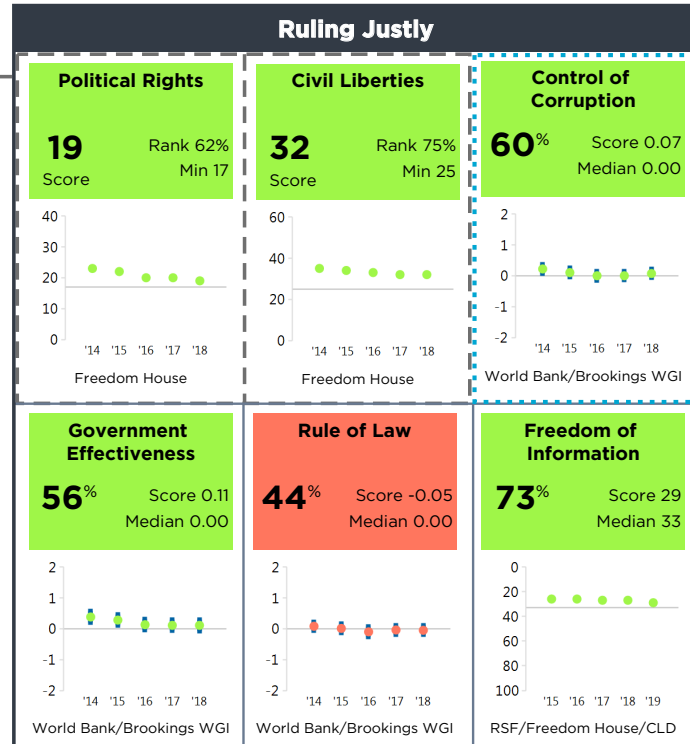 Ruling Justly
Political Rights
19
Score
Rank 62%
Min 17
40
30
20
10
0
'14 '15 '16 '17 '18
Freedom House
Civil Liberties
32
Score
Rank 75%
Min 25
60
40
20
0
'14 '15 '16 '17 '18
Freedom House
Control of
Corruption
60%
Score 0.07
Median 0.00
2
1
0
-1
-2
'14 '15 '16 '17 '18
World Bank/Brookings WGI
Government
Effectiveness
56%
Score 0.11
Median 0.00
2
1
0
-1
-2
'14 '15 '16 '17 '18
World Bank/Brookings WGI
Rule of Law
44%
Score -0.05
Median 0.00
2
1
0
-1
-2
'14 '15 '16 '17 '18
World Bank/Brookings WGI
Freedom of
Information
73%
Score 29
Median 33
0
20
40
60
80
100
'15 '16 '17 '18 '19
RSF/Freedom House/CLD